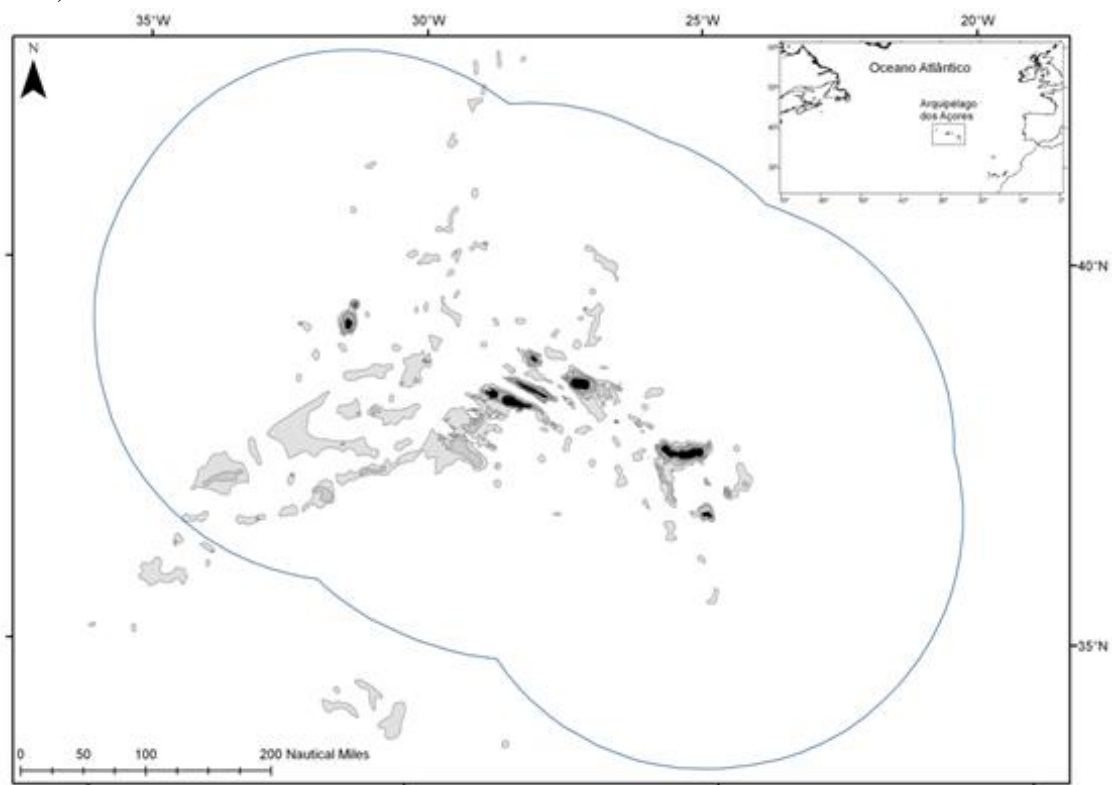 35°W 30°W 25°W 20°W
N
Oceano Atlântico
Arquipélago
dos Açores
40°N
35°N
0 50 100 200 Nautical Miles